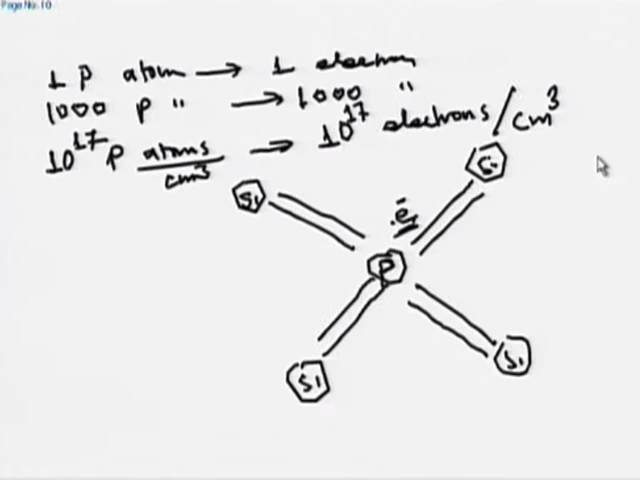 Page No. 10
1 P atom → 1 electron
1000 P " → 1000 "
10^17 P atoms/cm^3 → 10^17 electrons/cm^3
Si
Si
e-
P
Si
Si